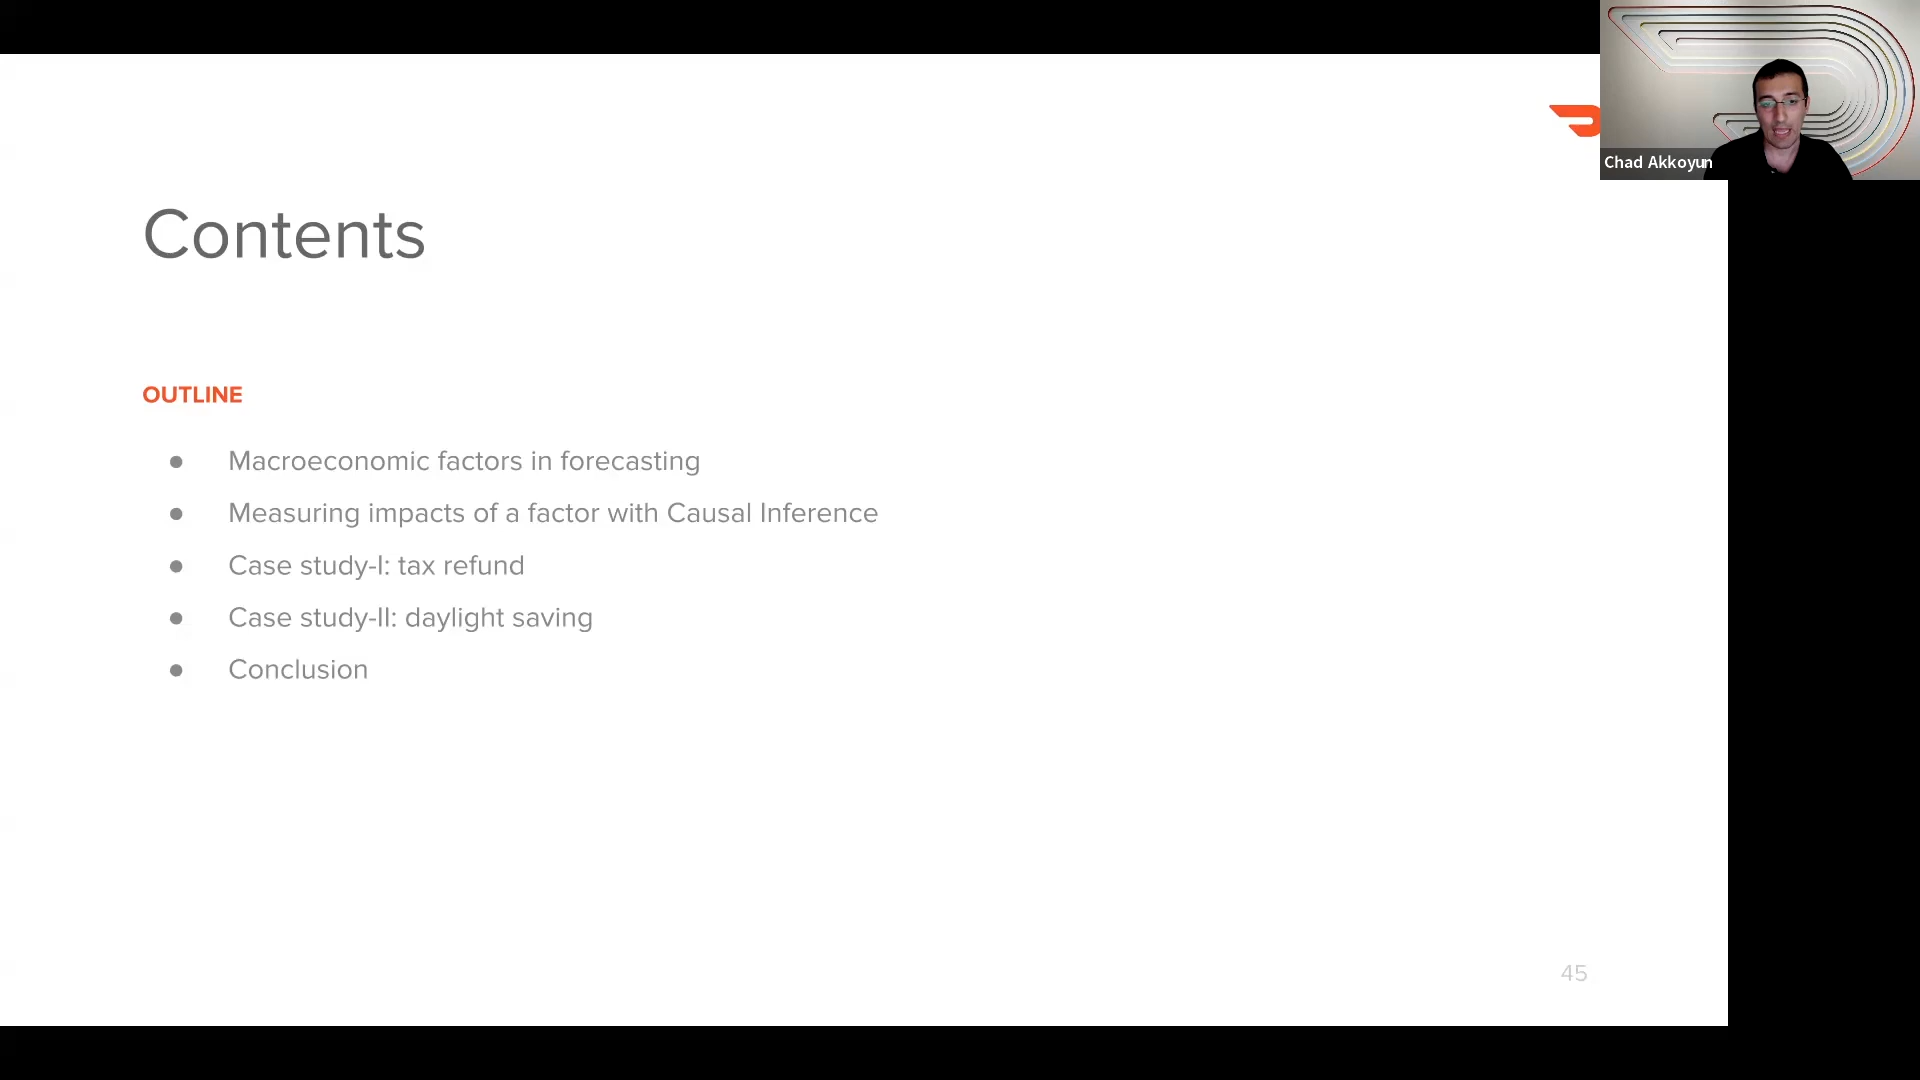 Chad Akkoyun
Contents
OUTLINE
● Macroeconomic factors in forecasting
● Measuring impacts of a factor with Causal Inference
● Case study-I: tax refund
● Case study-II: daylight saving
● Conclusion
45